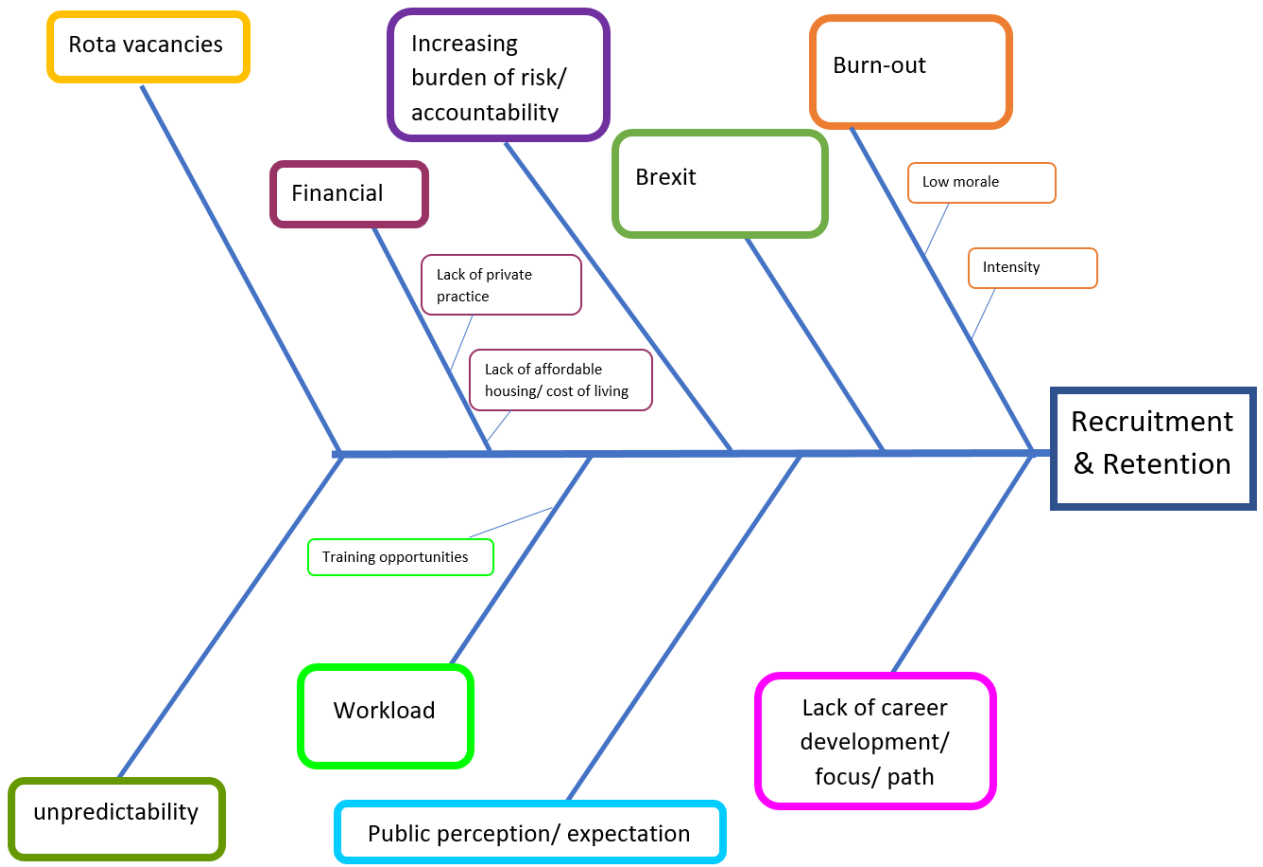 Rota vacancies
Increasing
burden of risk/
accountability
Burn-out
Brexit
Financial
Low morale
Intensity
Lack of private
practice
Lack of affordable
housing/ cost of living
Recruitment
& Retention
Training opportunities
Workload
Lack of career
development/
focus/ path
unpredictability
Public perception/ expectation